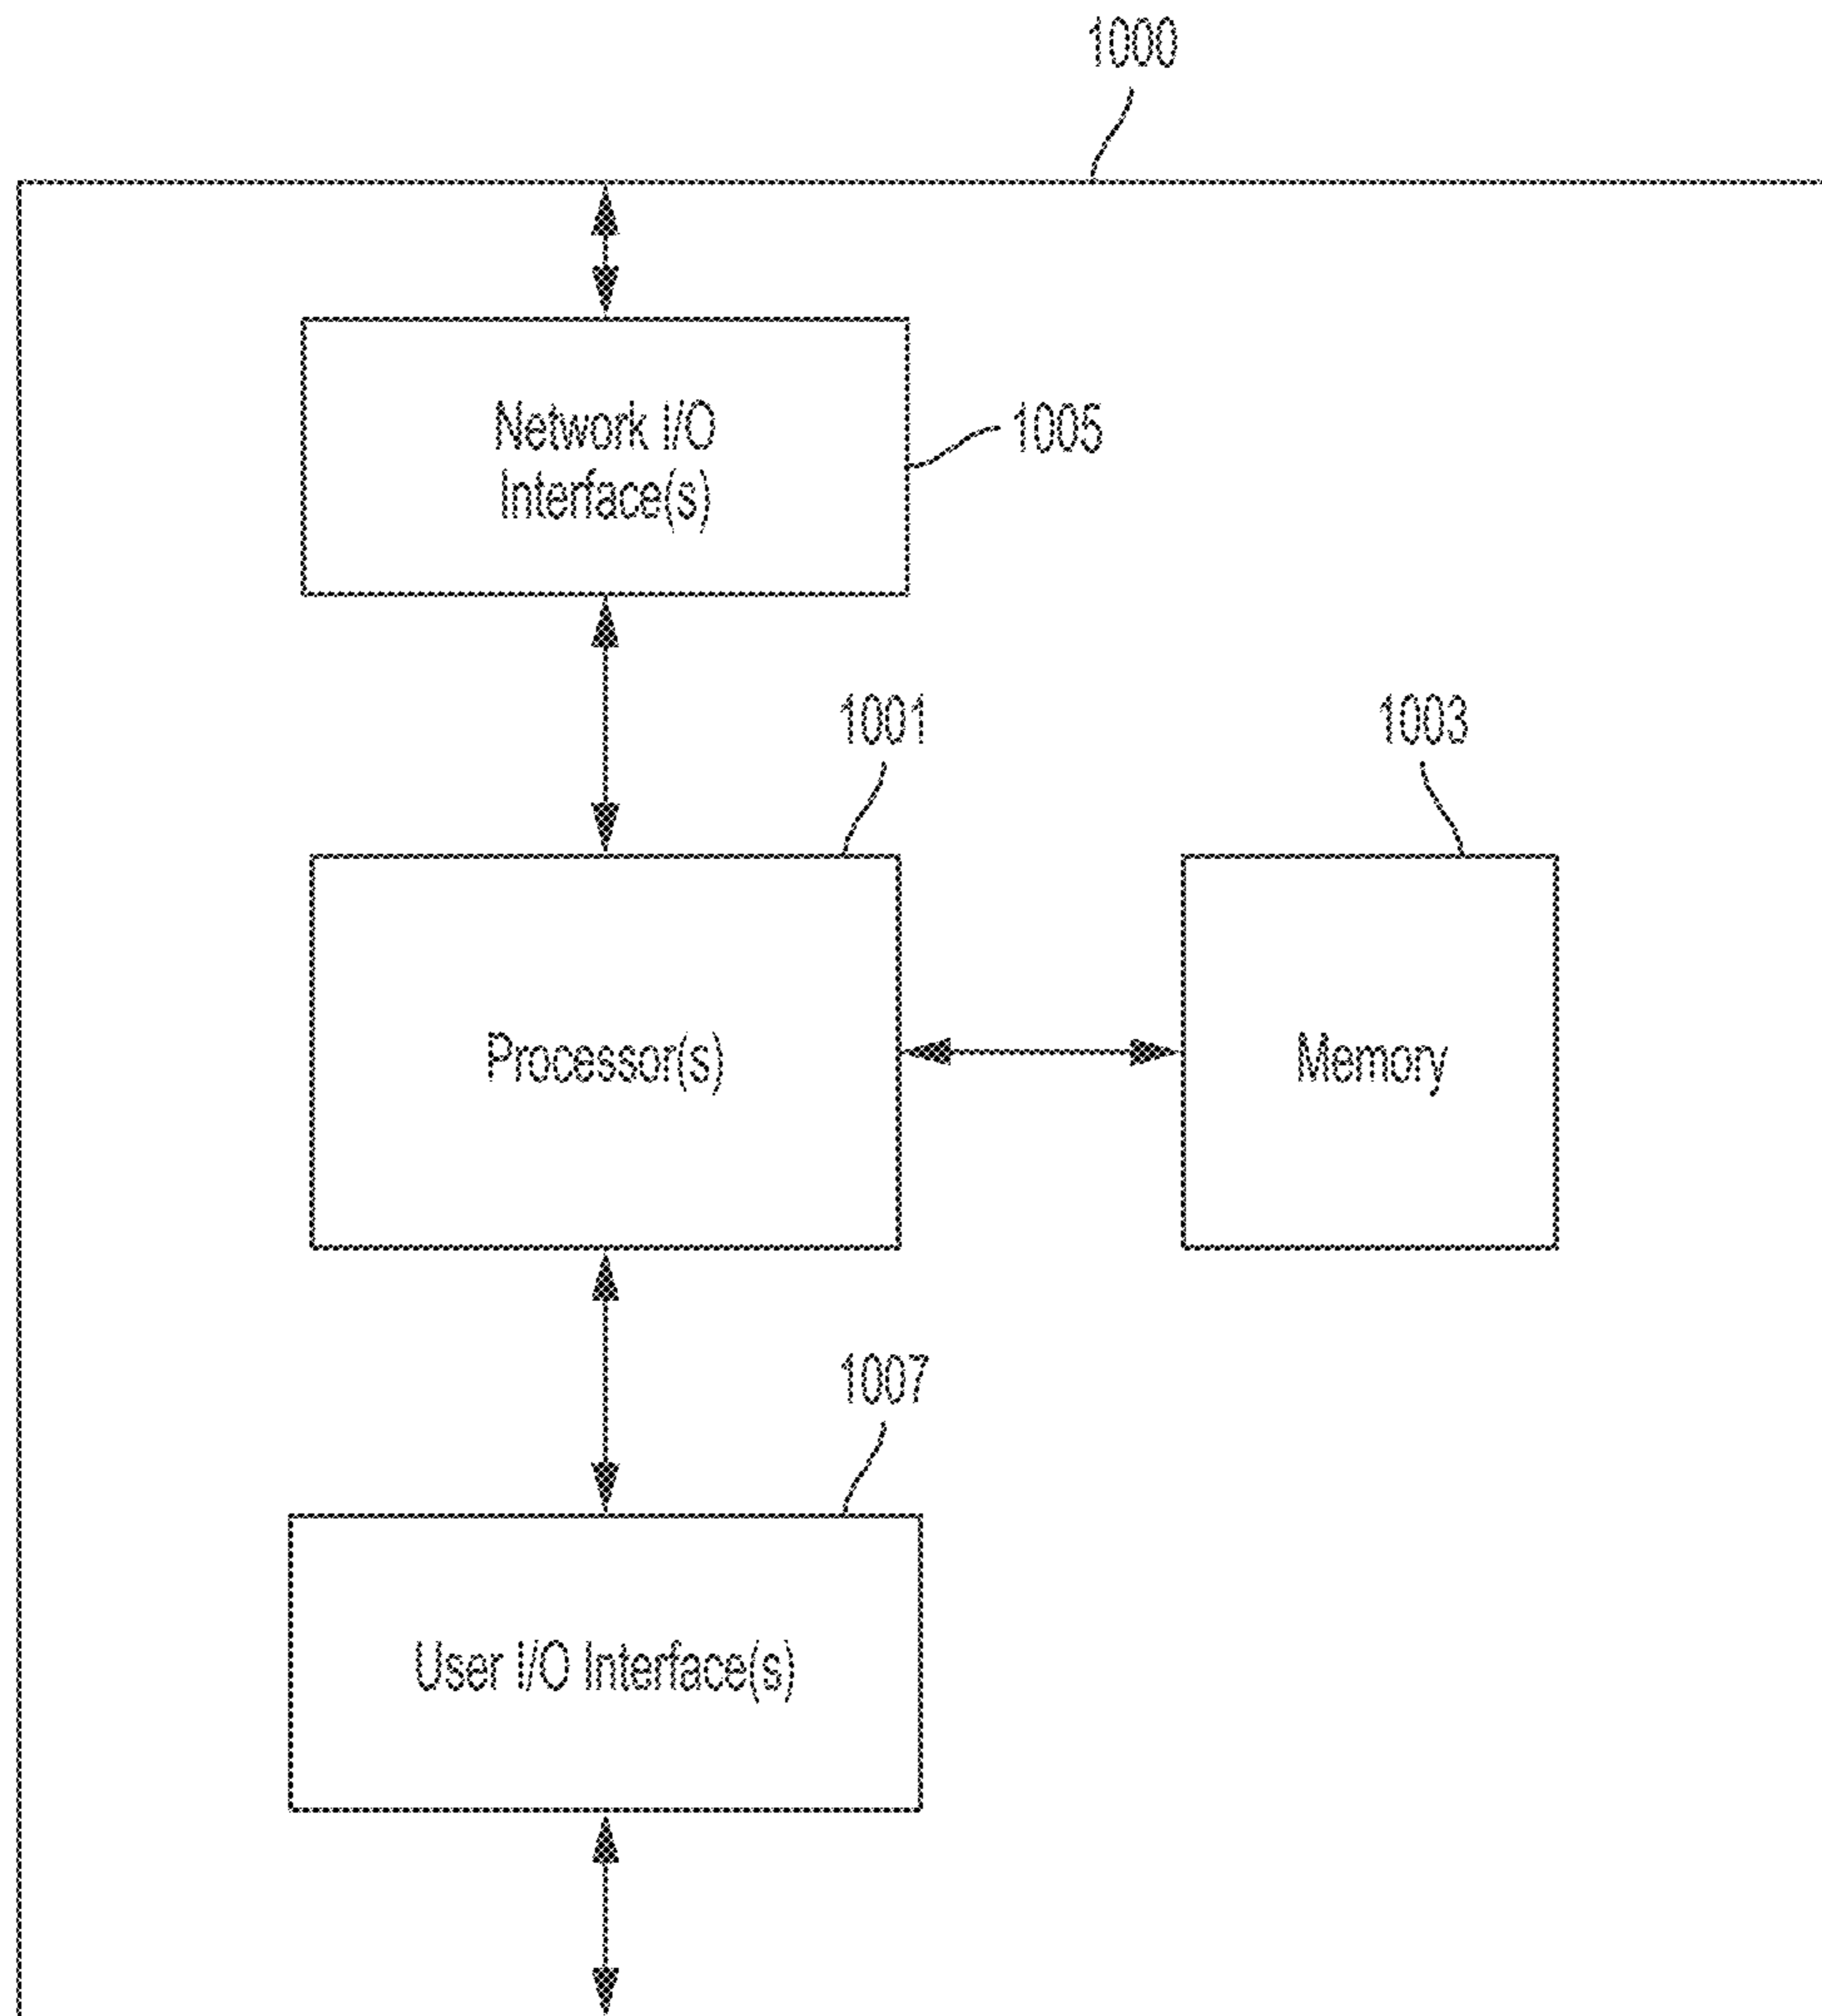 1000
Network I/O
Interface(s)
1005
1001
1003
Processor(s)
Memory
1007
User I/O Interface(s)